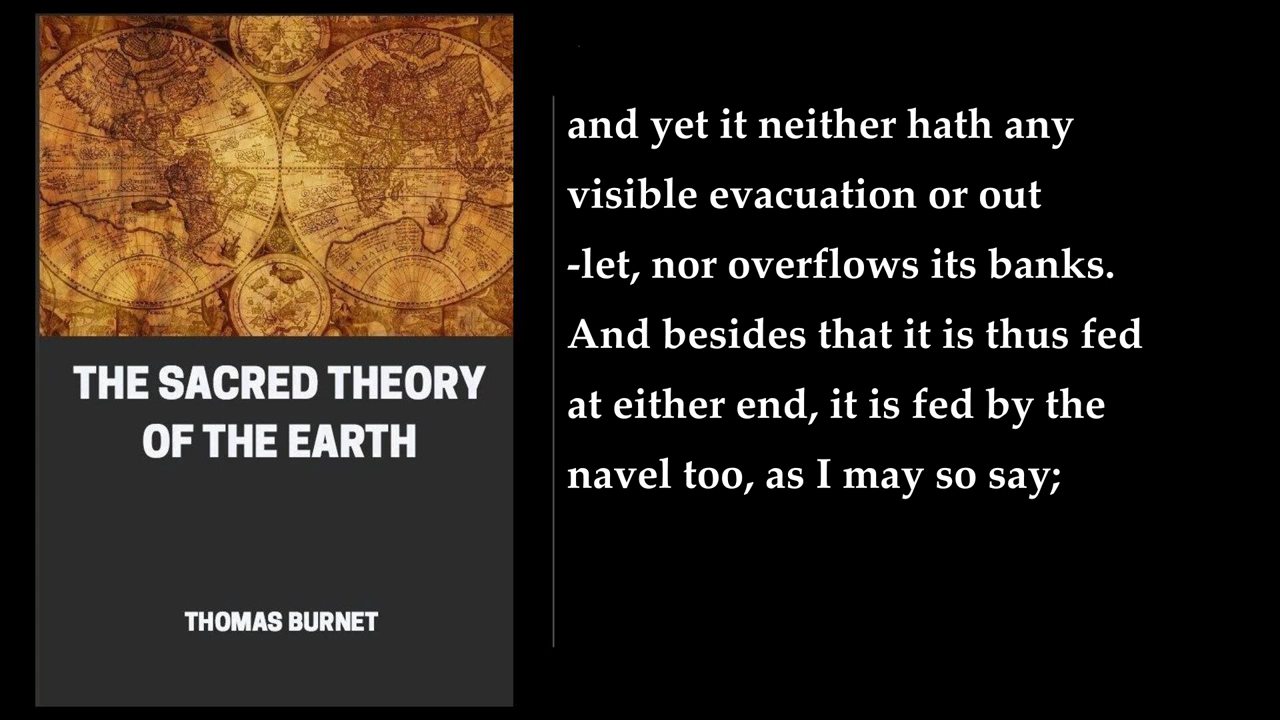 THE SACRED THEORY
OF THE EARTH
THOMAS BURNET
and yet it neither hath any
visible evacuation or out
-let, nor overflows its banks.
And besides that it is thus fed
at either end, it is fed by the
navel too, as I may so say;